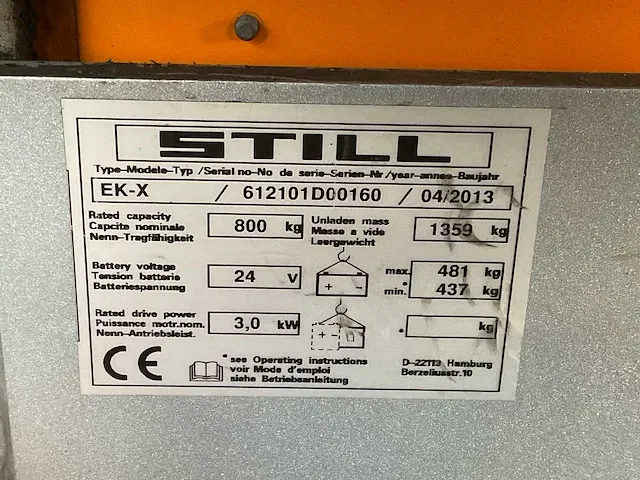 STILL
Type-Modele-Typ /Serial no-No de serie-Serien-Nr /year-annee-Baujahr
EK-X / 612101D00160 / 04/2013
Rated capacity
Capcite nominale
Nenn-Tragfähigkeit
800 kg
Unladen mass
Masse a vide
Leergewicht
1359 kg
Battery voltage
Tension batterie
Batteriespannung
24 V
max. 481 kg
min.* 437 kg
Rated drive power
Puissance motr.nom.
Nenn-Antriebsleist.
3,0 kW
* kg
CE
*see Operating instructions
voir Mode d'emploi
siehe Betriebsanleitung
D-22113 Hamburg
Berzeliusstr.10